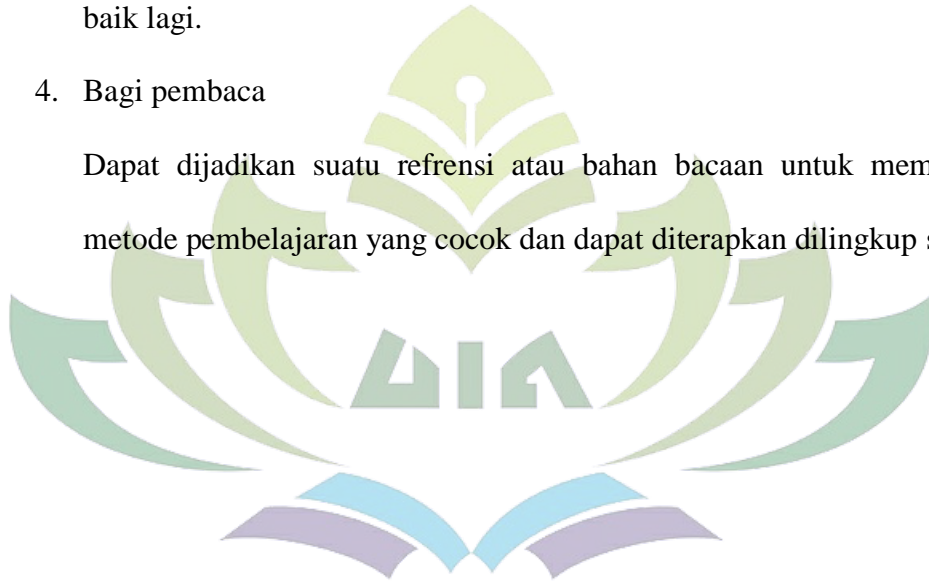 baik lagi.
4. Bagi pembaca
Dapat dijadikan suatu refrensi atau bahan bacaan untuk
metode pembelajaran yang cocok dan dapat diterapkan dilingkup
UIN